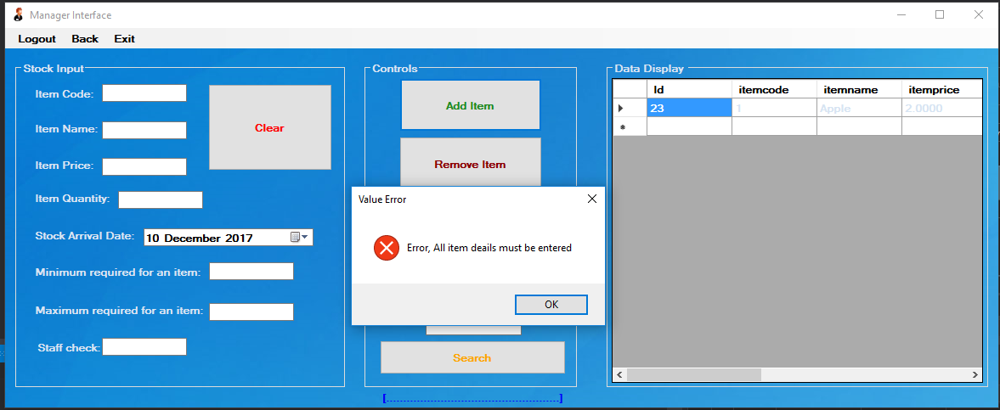 Manager Interface
Logout Back Exit
Stock Input
Item Code:
Item Name:
Item Price:
Item Quantity:
Stock Arrival Date: 10 December 2017
Minimum required for an item:
Maximum required for an item:
Staff check:
Clear
Controls
Add Item
Remove Item
Value Error
Error, All item deails must be entered
OK
Search
[....................................................]
Data Display
Id itemcode itemname itemprice
23 1 Apple 2.0000